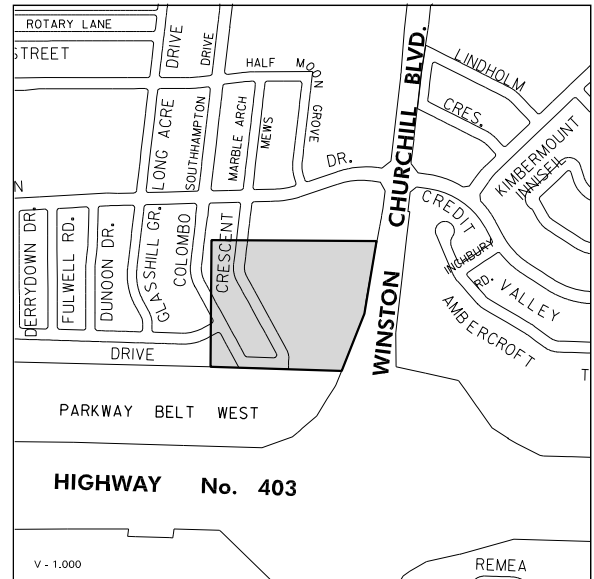 ROTARY LANE
STREET
DRIVE
DRIVE
HALF MOON GROVE
LINDHOLM
CRES.
WINSTON CHURCHILL BLVD.
LONG ACRE
SOUTHHAMPTON
MARBLE ARCH
MEWS
DR.
KIMBERMOUNT
INNISFIL
N
CREDIT
VALLEY
INCHBURY
RD.
AMBERCROFT
DERRYDOWN DR.
FULWELL RD.
DUNOON DR.
GLASSHILL GR.
COLOMBO
CRESCENT
DRIVE
T
PARKWAY BELT WEST
HIGHWAY No. 403
V - 1.000
REMEA